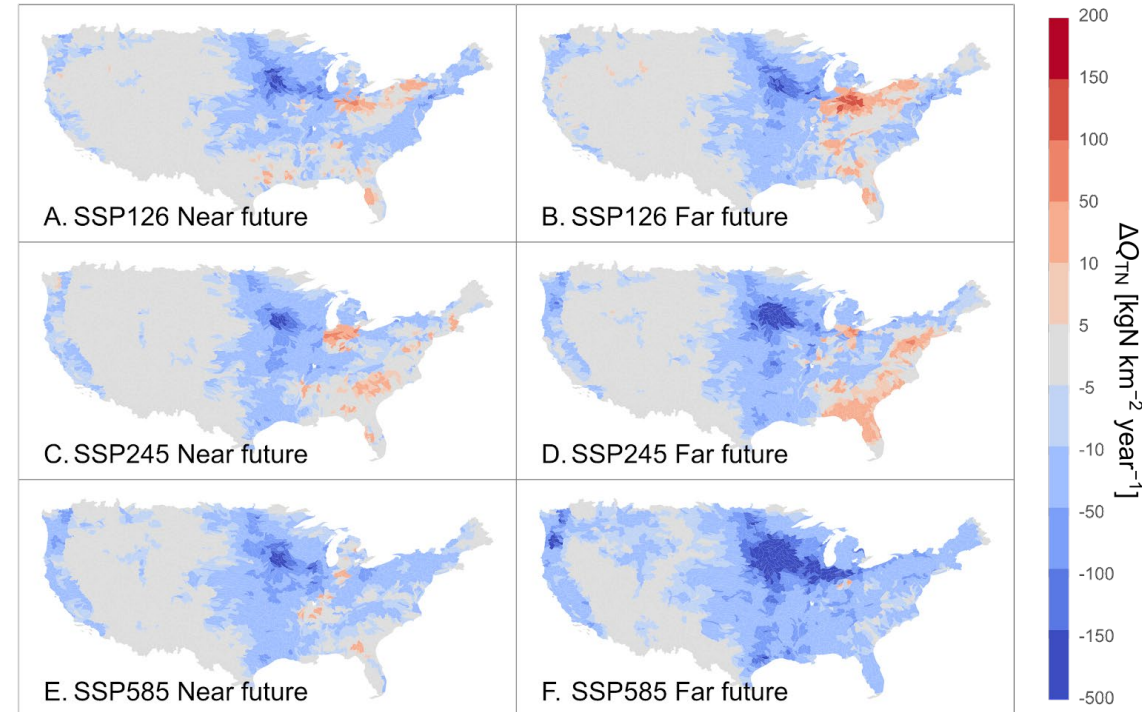 A. SSP126 Near future
B. SSP126 Far future
C. SSP245 Near future
D. SSP245 Far future
E. SSP585 Near future
F. SSP585 Far future
200
150
100
50
10
5
-5
-10
-50
-100
-150
-500
ΔQTN [kgN km⁻² year⁻¹]